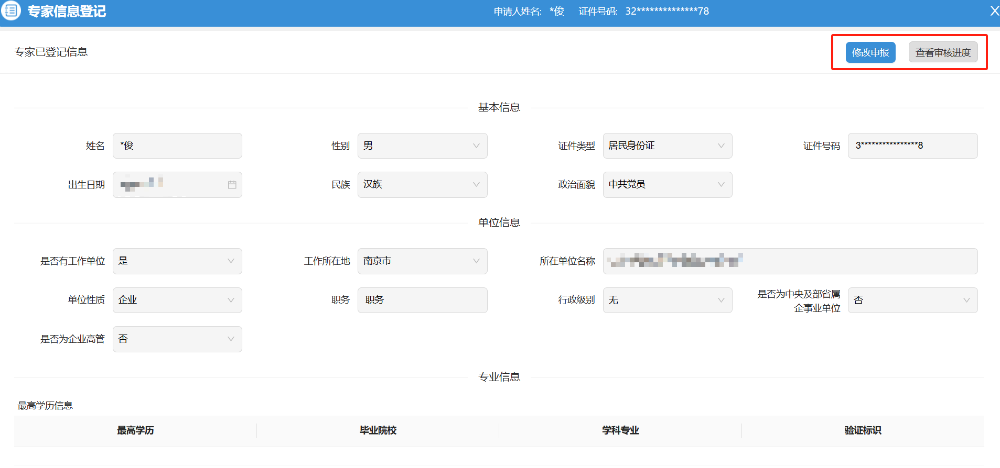 专家信息登记 申请人姓名: *俊 证件号码: 32**************78 X
专家已登记信息 修改申报 查看审核进度
基本信息
姓名 *俊 性别 男 证件类型 居民身份证 证件号码 3****************8
出生日期 民族 汉族 政治面貌 中共党员
单位信息
是否有工作单位 是 工作所在地 南京市 所在单位名称
单位性质 企业 职务 职务 行政级别 无 是否为中央及部省属
企事业单位 否
是否为企业高管 否
专业信息
最高学历信息
最高学历 毕业院校 学科专业 验证标识